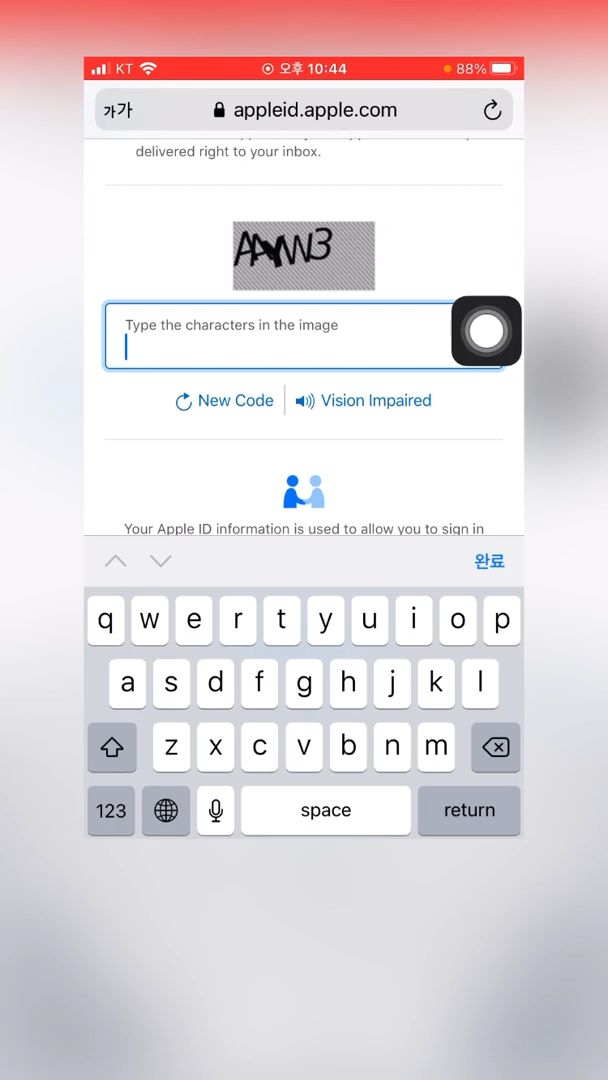 KT 오후 10:44 88%
가가 appleid.apple.com
delivered right to your inbox.
Type the characters in the image
New Code Vision Impaired
Your Apple ID information is used to allow you to sign in
완료
q w e r t y u i o p
a s d f g h j k l
z x c v b n m
123 space return